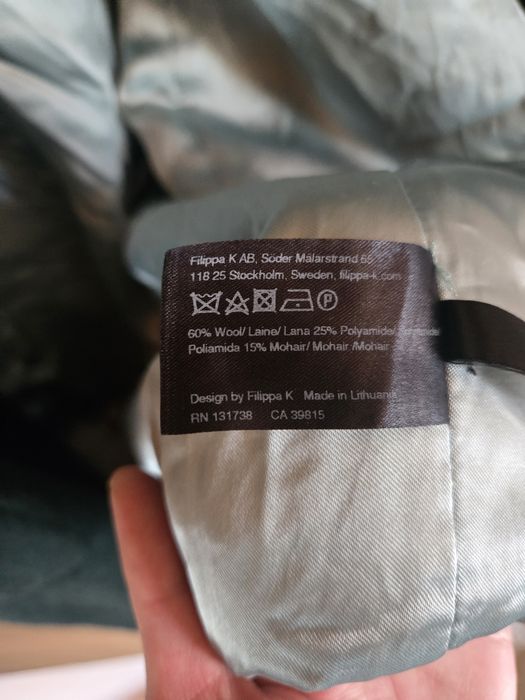 Filippa K AB, Söder Mälarstrand 65
118 25 Stockholm, Sweden, filippa-k.com
P
60% Wool/ Laine/ Lana 25% Polyamide/ Polyamide/
Poliamida 15% Mohair/ Mohair /Mohair
Design by Filippa K Made in Lithuania
RN 131738 CA 39815